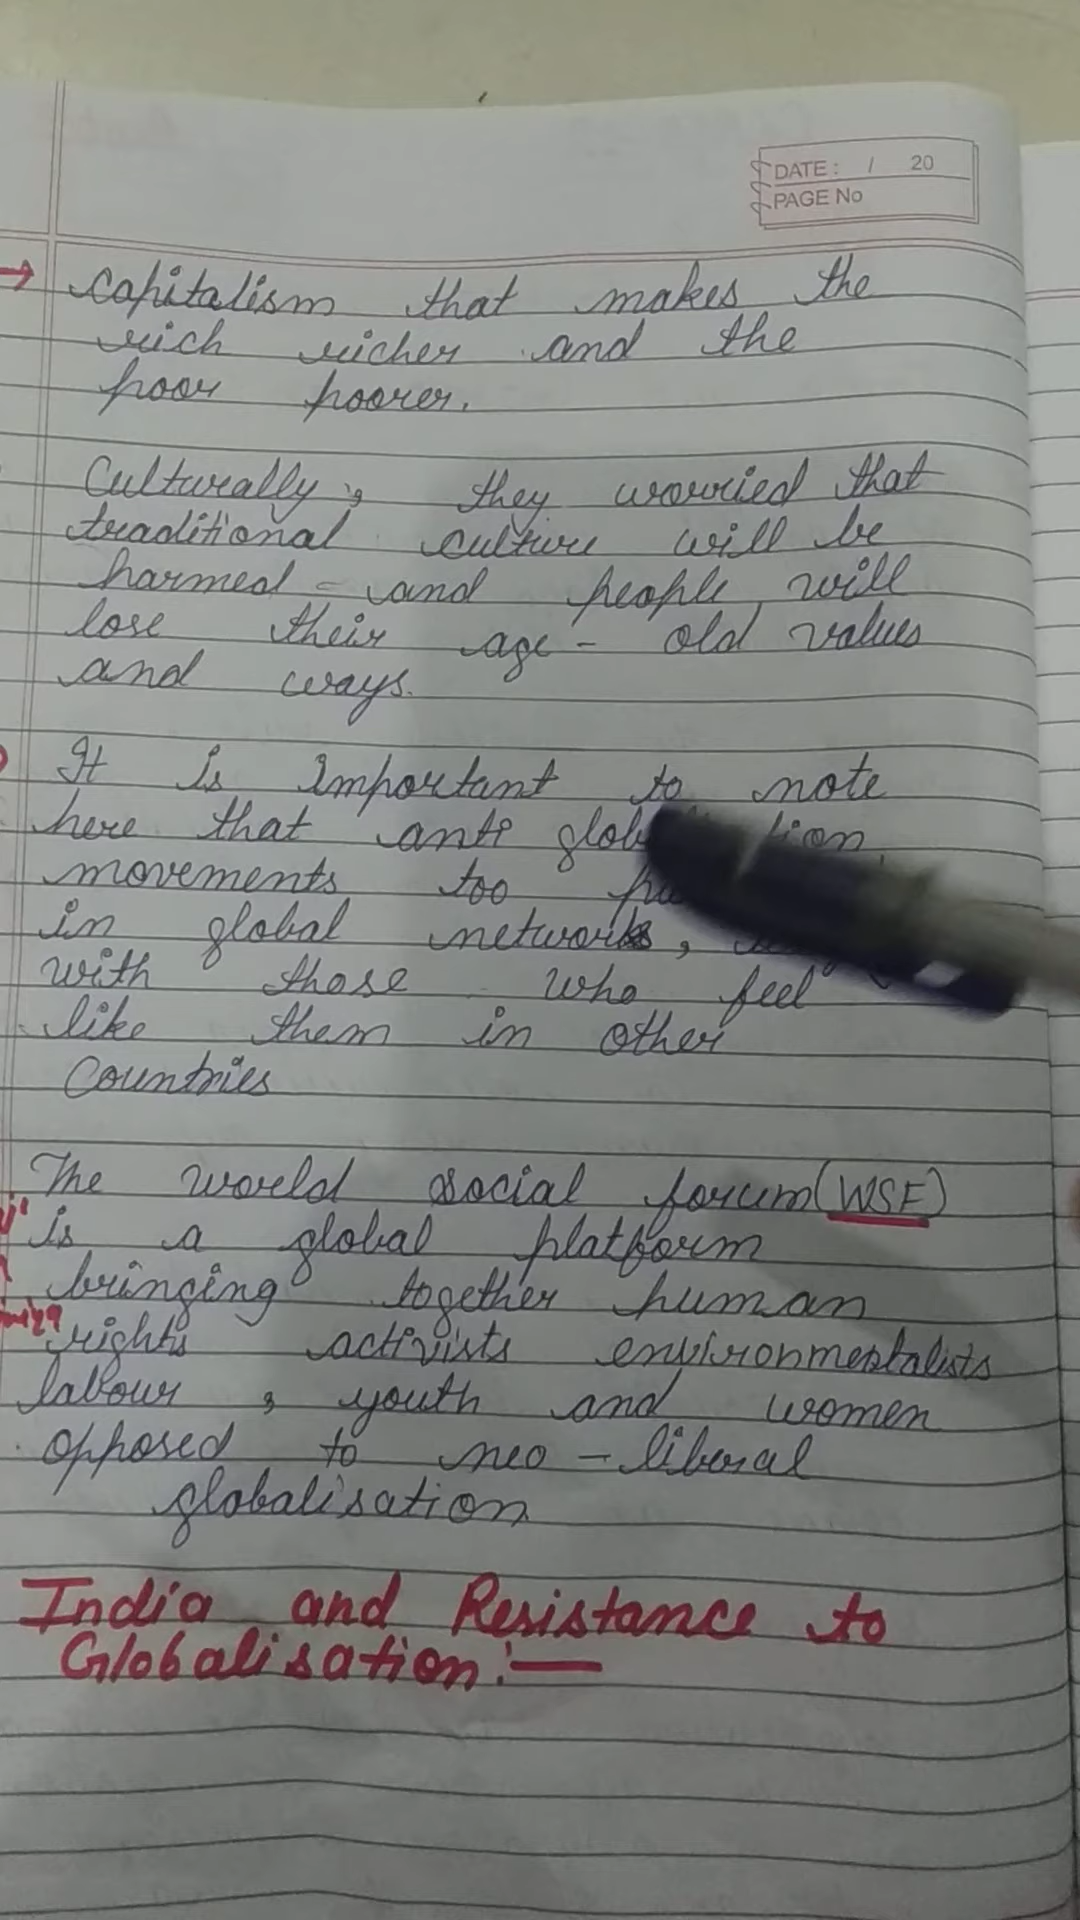 DATE: / 20
PAGE No
→ capitalism that makes the
rich richer and the
poor poorer.
Culturally, they worried that
traditional culture will be
harmed - and people will
lose their age - old values
and ways.
It is important to note
here that anti
movements too
in global networks,
with those who feel
like them in other
Countries
The world social forum (WSF)
is a global platform
bringing together human
rights activists environmentalists
labour, youth and women
opposed to neo - liberal
globalisation
India and Resistance to
Globalisation:—